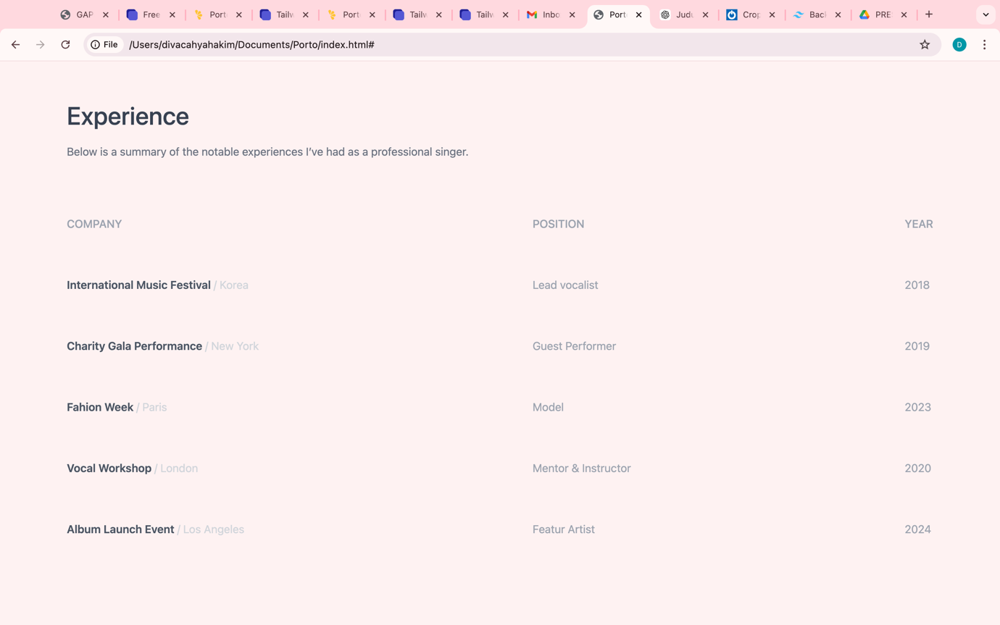 GAP Free Port Tailw Port Tailw Tailw Inbo Port Judu Crop Back PRE
File /Users/divacahyahakim/Documents/Porto/index.html# D
Experience
Below is a summary of the notable experiences I’ve had as a professional singer.
COMPANY POSITION YEAR
International Music Festival / Korea Lead vocalist 2018
Charity Gala Performance / New York Guest Performer 2019
Fahion Week / Paris Model 2023
Vocal Workshop / London Mentor & Instructor 2020
Album Launch Event / Los Angeles Featur Artist 2024